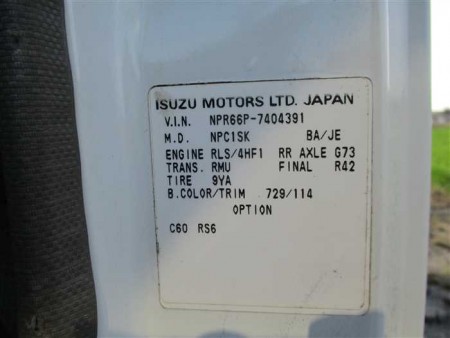 ISUZU MOTORS LTD. JAPAN
V.I.N. NPR66P-7404391
M.D. NPC1SK BA/JE
ENGINE RLS/4HF1 RR AXLE G73
TRANS. RMU FINAL R42
TIRE 9YA
B.COLOR/TRIM 729/114
OPTION
C60 RS6